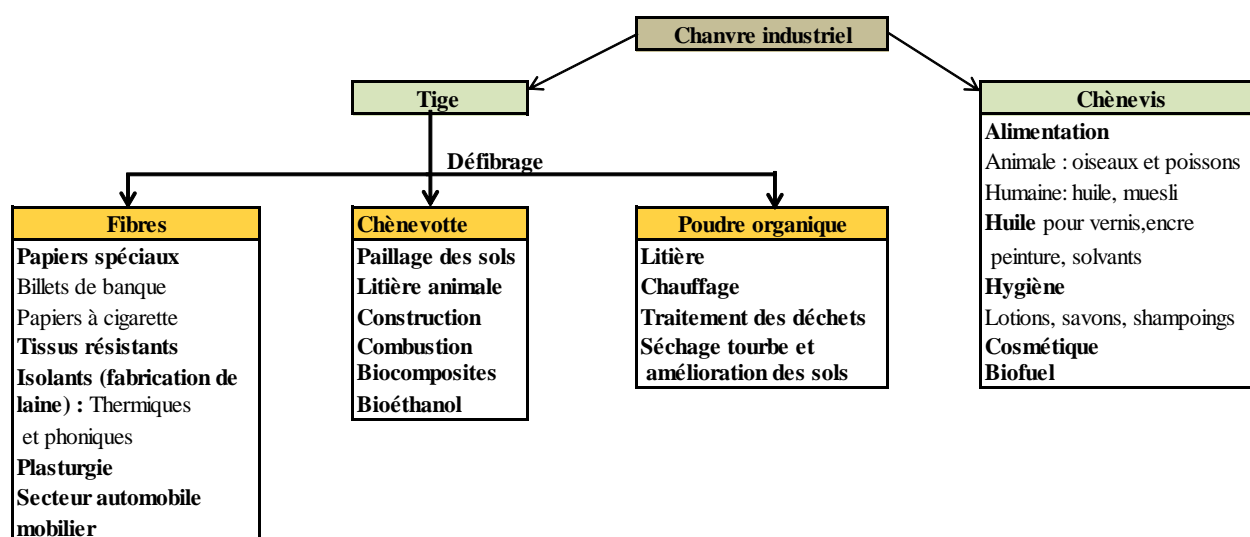 Chanvre industriel
Tige
Chènevis
Défibrage
Fibres
Papiers spéciaux
Billets de banque
Papiers à cigarette
Tissus résistants
Isolants (fabrication de
laine) : Thermiques
et phoniques
Plasturgie
Secteur automobile
mobilier
Chènevotte
Paillage des sols
Litière animale
Construction
Combustion
Biocomposites
Bioéthanol
Poudre organique
Litière
Chauffage
Traitement des déchets
Séchage tourbe et
amélioration des sols
Alimentation
Animale : oiseaux et poissons
Humaine: huile, muesli
Huile pour vernis,encre
peinture, solvants
Hygiène
Lotions, savons, shampoings
Cosmétique
Biofuel